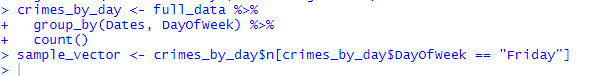 > crimes_by_day <- full_data %>%
+   group_by(Dates, DayOfWeek) %>%
+   count()
> sample_vector <- crimes_by_day$n[crimes_by_day$DayOfWeek == "Friday"]
>